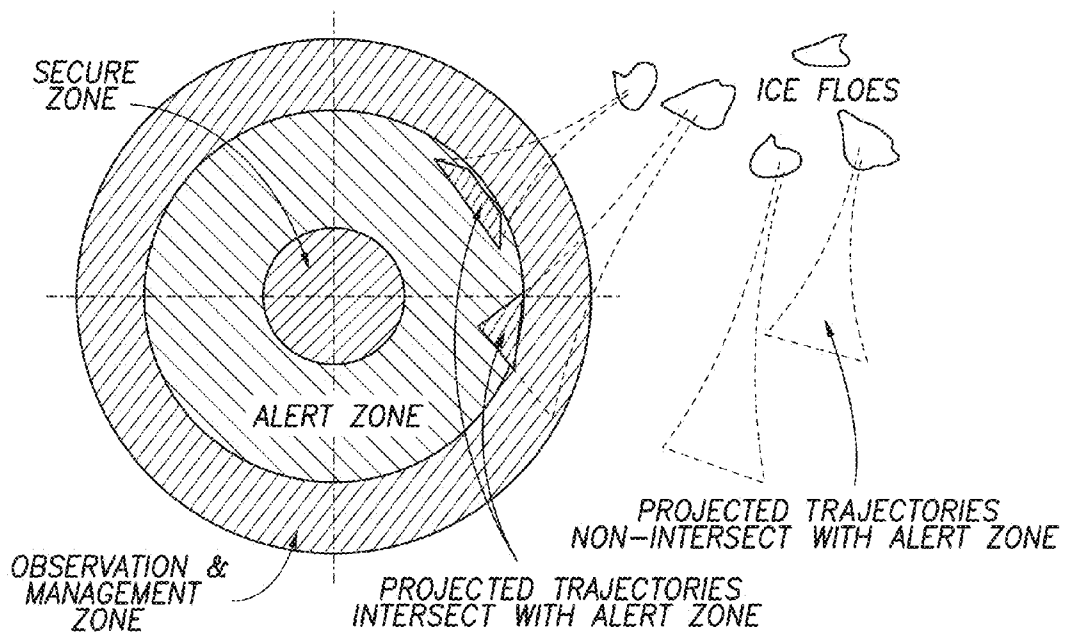 SECURE
ZONE
ICE FLOES
ALERT ZONE
PROJECTED TRAJECTORIES
NON-INTERSECT WITH ALERT ZONE
OBSERVATION &
MANAGEMENT
ZONE
PROJECTED TRAJECTORIES
INTERSECT WITH ALERT ZONE